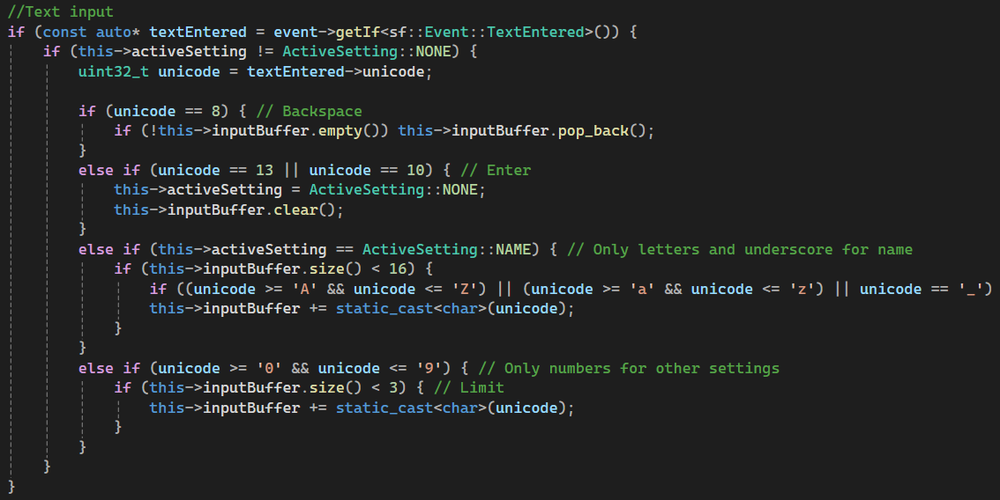 //Text input
if (const auto* textEntered = event->getIf<sf::Event::TextEntered>()) {
    if (this->activeSetting != ActiveSetting::NONE) {
        uint32_t unicode = textEntered->unicode;

        if (unicode == 8) { // Backspace
            if (!this->inputBuffer.empty()) this->inputBuffer.pop_back();
        }
        else if (unicode == 13 || unicode == 10) { // Enter
            this->activeSetting = ActiveSetting::NONE;
            this->inputBuffer.clear();
        }
        else if (this->activeSetting == ActiveSetting::NAME) { // Only letters and underscore for name
            if (this->inputBuffer.size() < 16) {
                if ((unicode >= 'A' && unicode <= 'Z') || (unicode >= 'a' && unicode <= 'z') || unicode == '_')
                this->inputBuffer += static_cast<char>(unicode);
            }
        }
        else if (unicode >= '0' && unicode <= '9') { // Only numbers for other settings
            if (this->inputBuffer.size() < 3) { // Limit
                this->inputBuffer += static_cast<char>(unicode);
            }
        }
    }
}